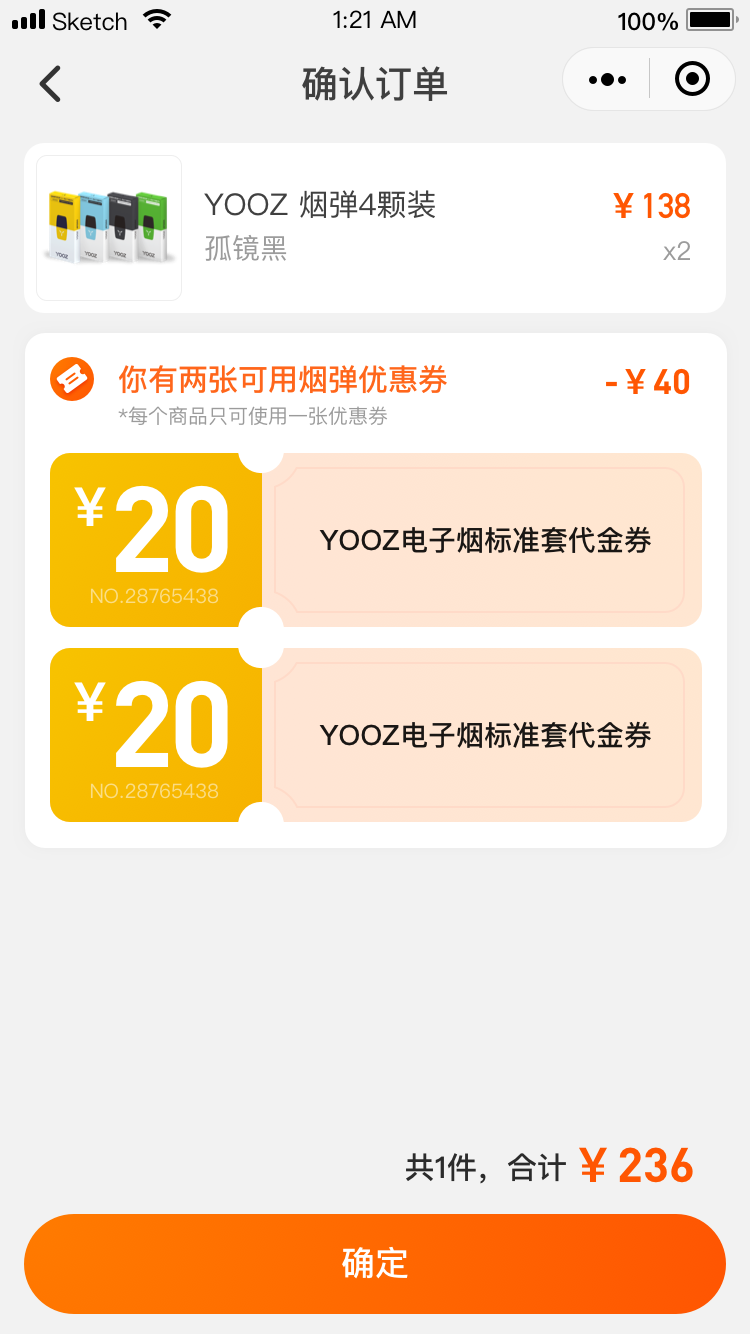 Sketch 1:21 AM 100%
确认订单
YOOZ 烟弹4颗装 ¥138
孤镜黑 x2
你有两张可用烟弹优惠券 -¥40
*每个商品只可使用一张优惠券
¥20
YOOZ电子烟标准套代金券
NO.28765438
¥20
YOOZ电子烟标准套代金券
NO.28765438
共1件，合计 ¥236
确定